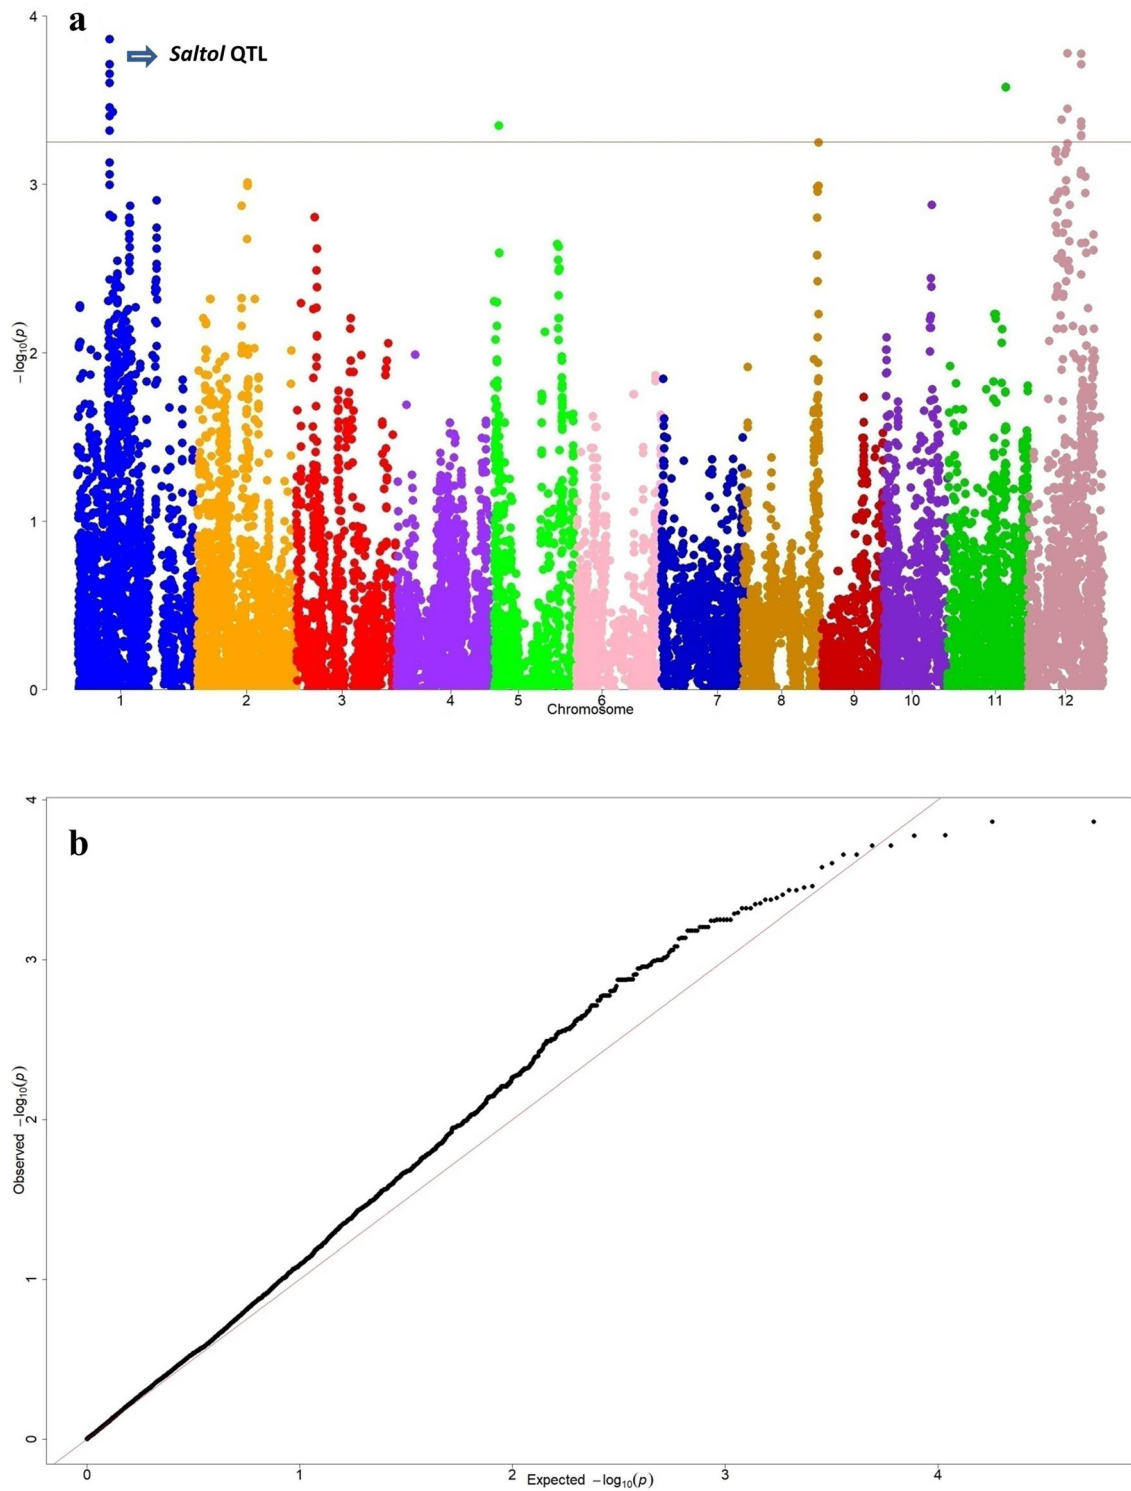 a
Saltol QTL
4
3
2
1
0
−log10(p)
1 2 3 4 5 6 7 8 9 10 11 12
Chromosome
b
4
3
2
1
0
Observed −log10(p)
0 1 2 3 4
Expected −log10(p)